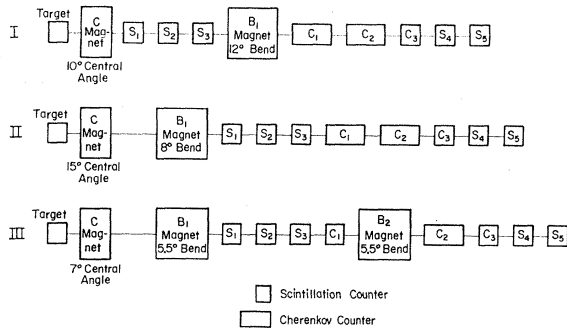 I
Target
C Mag- net
10° Central Angle
S1 S2 S3
B1 Magnet 12° Bend
C1 C2 C3 S4 S5
II
Target
C Mag- net
15° Central Angle
B1 Magnet 8° Bend
S1 S2 S3 C1 C2 C3 S4 S5
III
Target
C Mag- net
7° Central Angle
B1 Magnet 5.5° Bend
S1 S2 S3 C1
B2 Magnet 5.5° Bend
C2 C3 S4 S5
Scintillation Counter
Cherenkov Counter